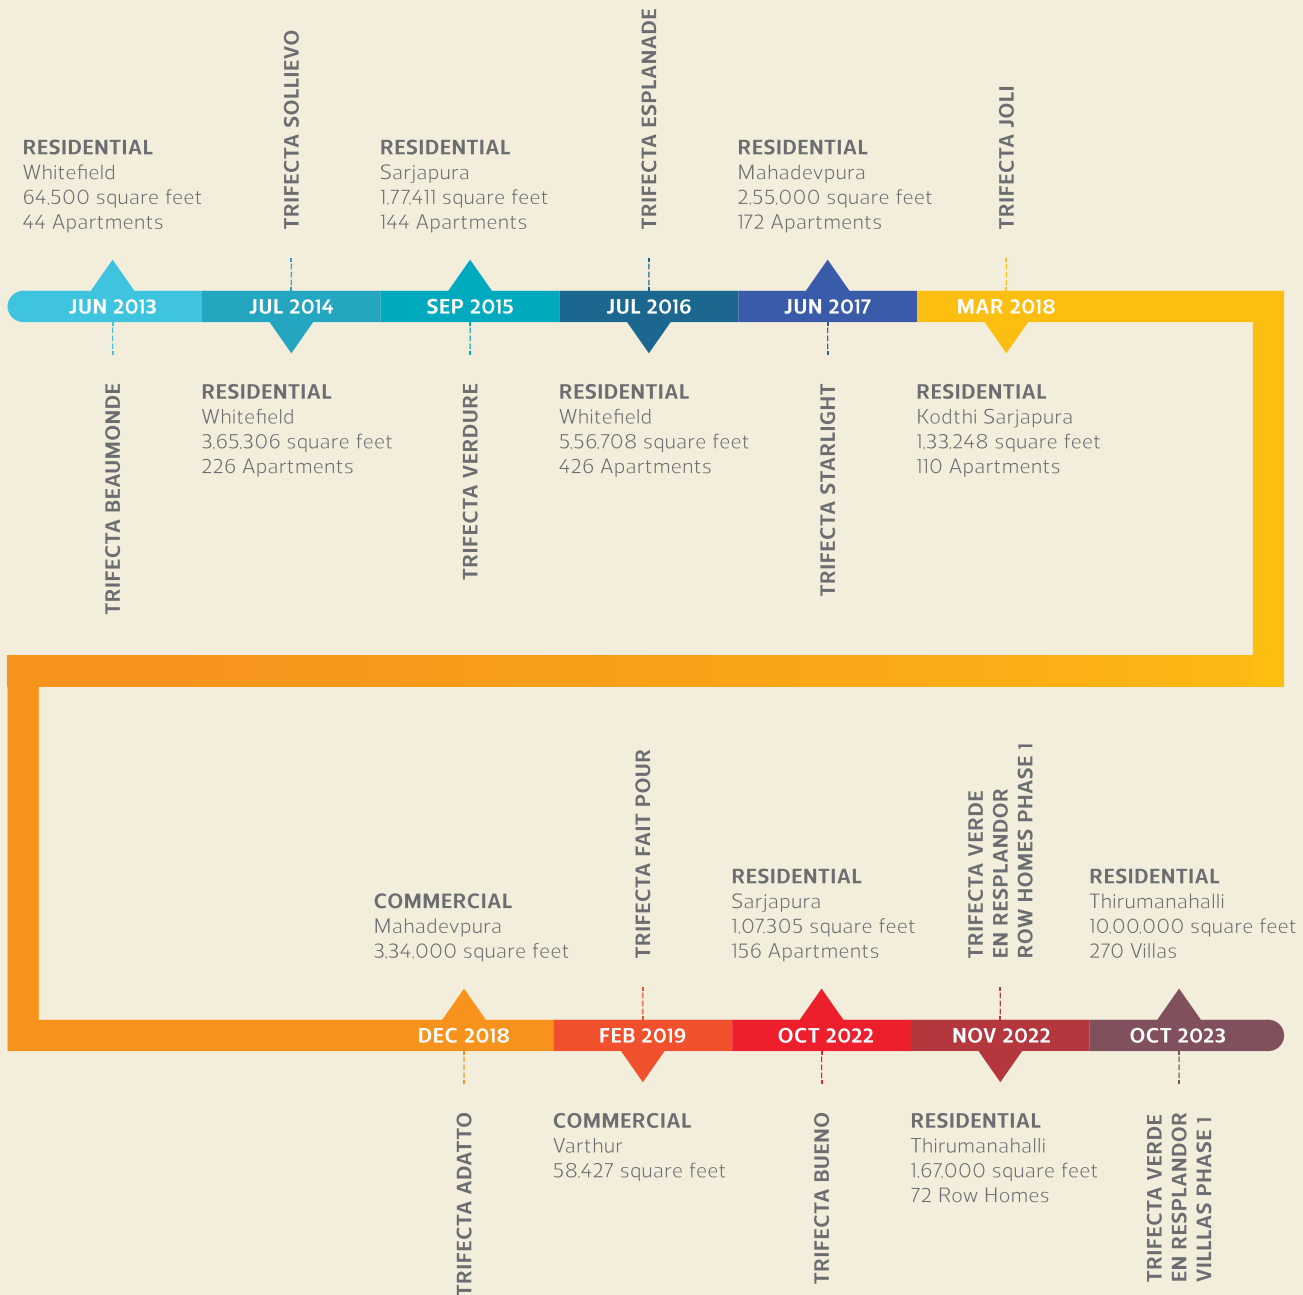 RESIDENTIAL
Whitefield
64,500 square feet
44 Apartments
JUN 2013
TRIFECTA BEAUMONDE
TRIFECTA SOLLIEVO
JUL 2014
RESIDENTIAL
Whitefield
3,65,306 square feet
226 Apartments
RESIDENTIAL
Sarjapura
1,77,411 square feet
144 Apartments
SEP 2015
TRIFECTA VERDURE
TRIFECTA ESPLANADE
JUL 2016
RESIDENTIAL
Whitefield
5,56,708 square feet
426 Apartments
RESIDENTIAL
Mahadevpura
2,55,000 square feet
172 Apartments
JUN 2017
TRIFECTA STARLIGHT
TRIFECTA JOLI
MAR 2018
RESIDENTIAL
Kodthi Sarjapura
1,33,248 square feet
110 Apartments
COMMERCIAL
Mahadevpura
3,34,000 square feet
DEC 2018
TRIFECTA ADATTO
TRIFECTA FAIT POUR
FEB 2019
COMMERCIAL
Varthur
58,427 square feet
RESIDENTIAL
Sarjapura
1,07,305 square feet
156 Apartments
OCT 2022
TRIFECTA BUENO
TRIFECTA VERDE
EN RESPLANDOR
ROW HOMES PHASE 1
NOV 2022
RESIDENTIAL
Thirumanahalli
1,67,000 square feet
72 Row Homes
RESIDENTIAL
Thirumanahalli
10,00,000 square feet
270 Villas
OCT 2023
TRIFECTA VERDE
EN RESPLANDOR
VILLLAS PHASE 1